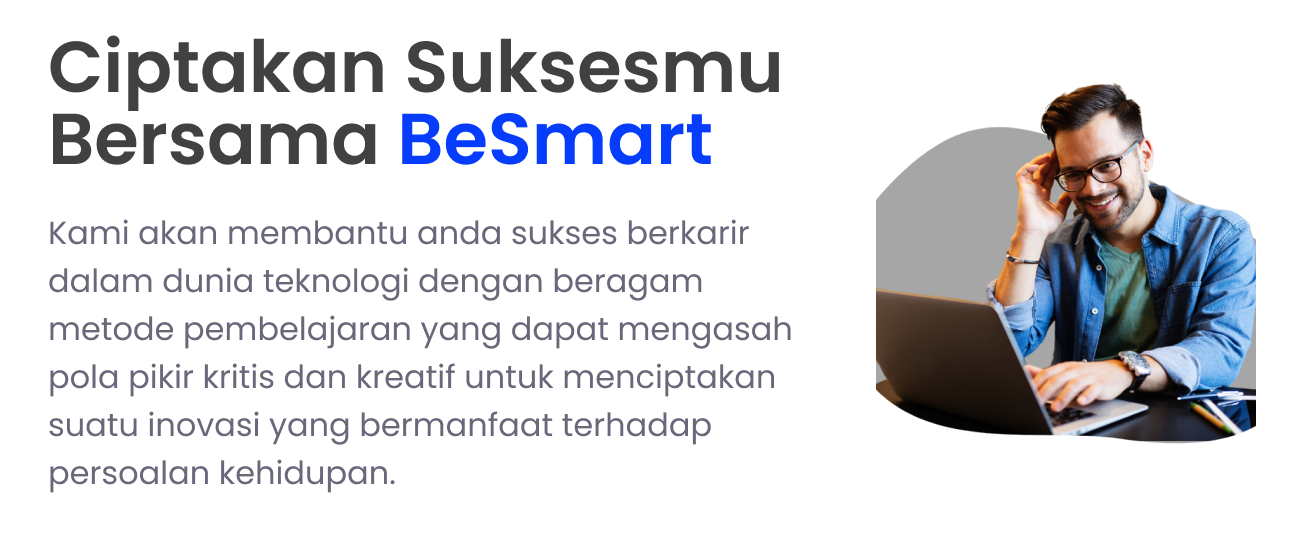 Ciptakan Suksesmu
Bersama BeSmart
Kami akan membantu anda sukses berkarir
dalam dunia teknologi dengan beragam
metode pembelajaran yang dapat mengasah
pola pikir kritis dan kreatif untuk menciptakan
suatu inovasi yang bermanfaat terhadap
persoalan kehidupan.